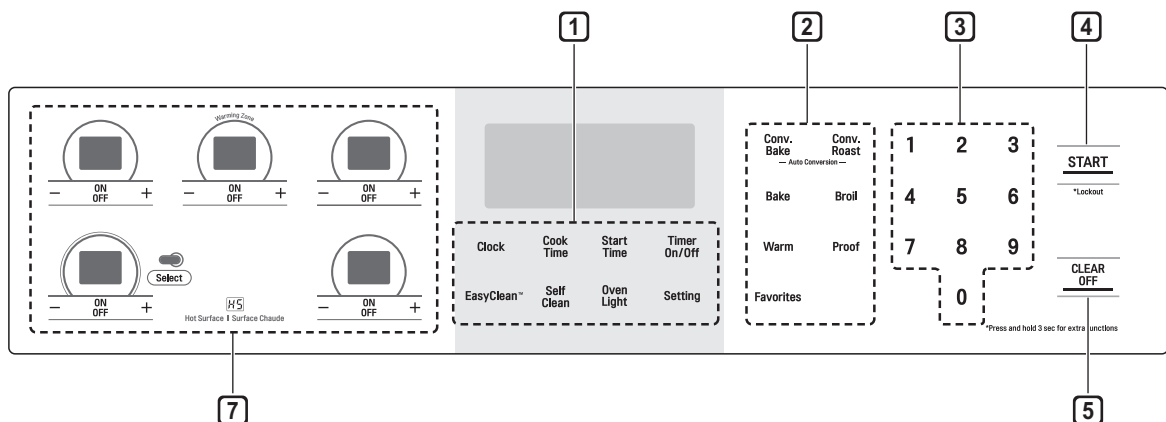 1
2
3
4
Warming Zone
— ON OFF +
— ON OFF +
— ON OFF +
— ON OFF +
Select
HS
Hot Surface | Surface Chaude
— ON OFF +
Clock
Cook Time
Start Time
Timer On/Off
EasyClean™
Self Clean
Oven Light
Setting
Conv. Bake
Conv. Roast
— Auto Conversion —
Bake
Broil
Warm
Proof
Favorites
1 2 3
4 5 6
7 8 9
0
START
*Lockout
CLEAR OFF
*Press and hold 3 sec for extra functions
7
5